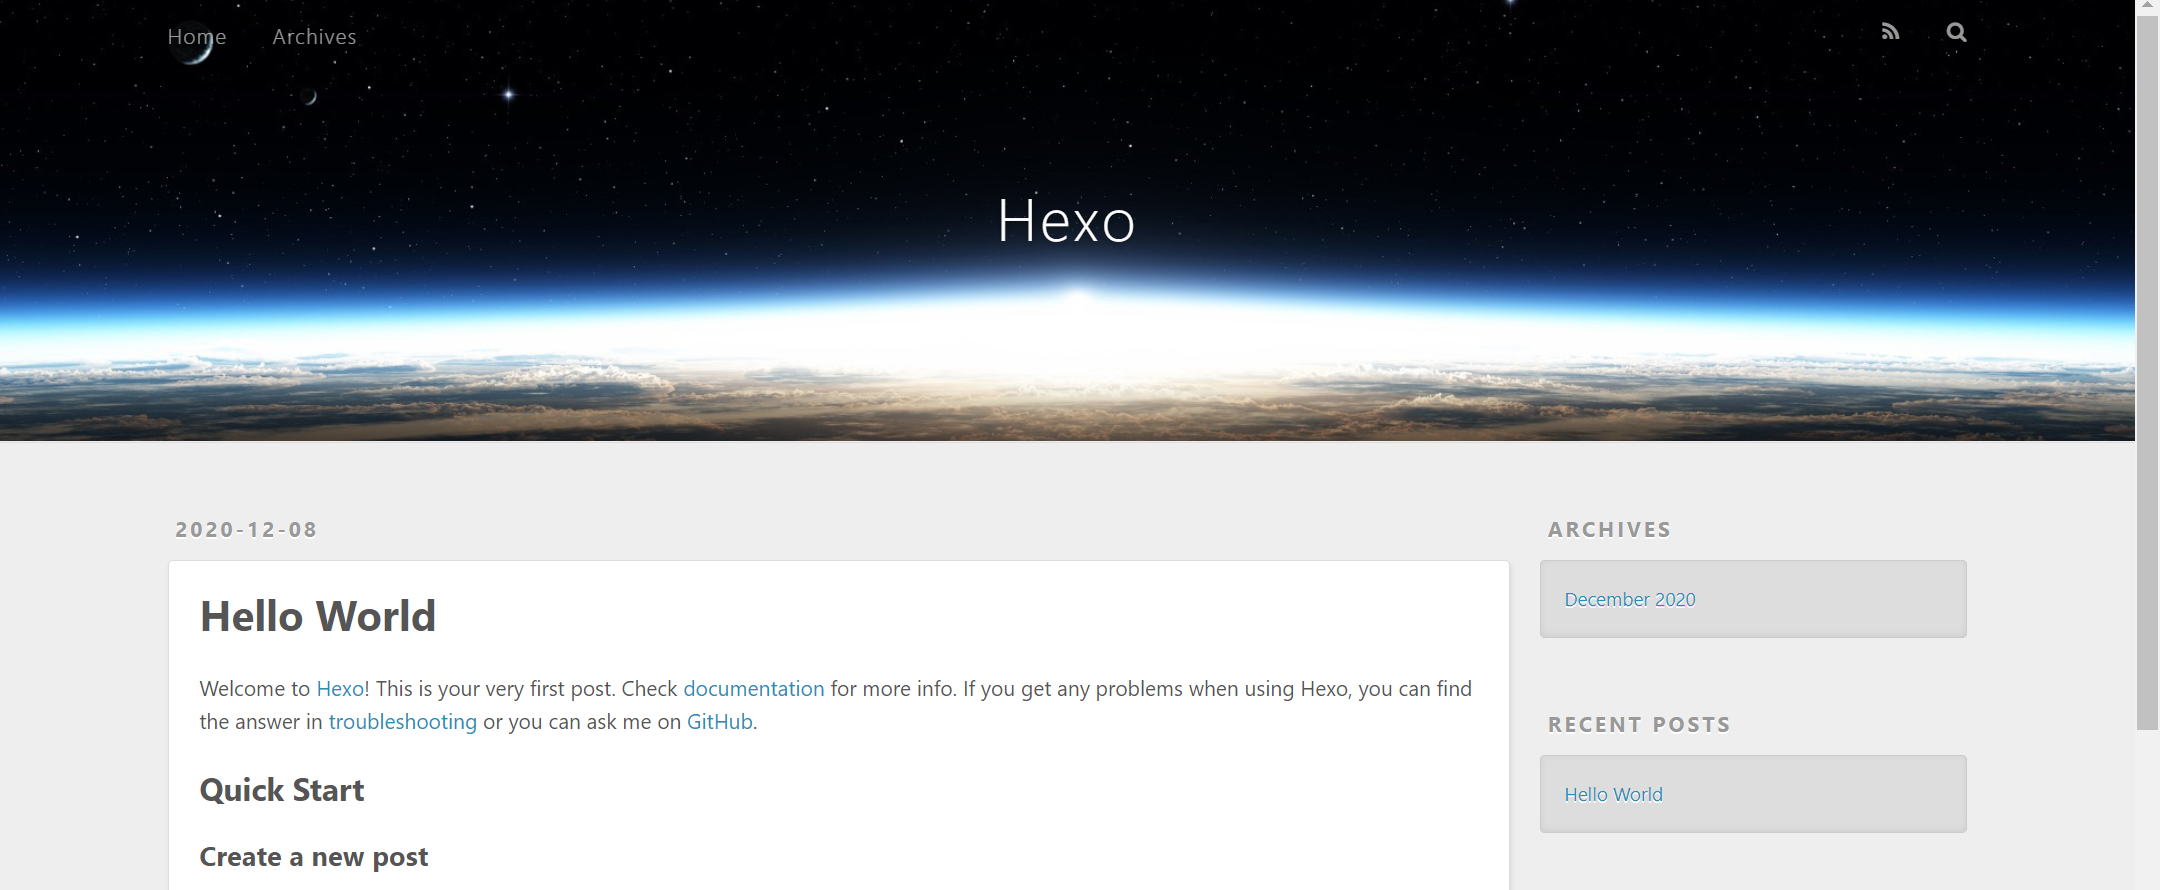 Home Archives
Hexo
2020-12-08
Hello World
Welcome to Hexo! This is your very first post. Check documentation for more info. If you get any problems when using Hexo, you can find
the answer in troubleshooting or you can ask me on GitHub.
Quick Start
Create a new post
ARCHIVES
December 2020
RECENT POSTS
Hello World